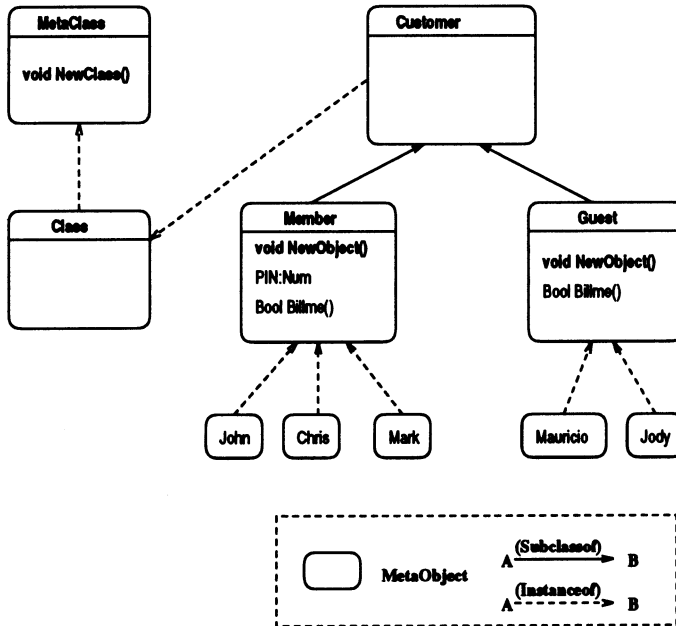 MetaClass
void NewClass()
Customer
Class
Member
void NewObject()
PIN:Num
Bool Billme()
Guest
void NewObject()
Bool Billme()
John
Chris
Mark
Mauricio
Jody
MetaObject
(Subclassof)
A B
(Instanceof)
A B